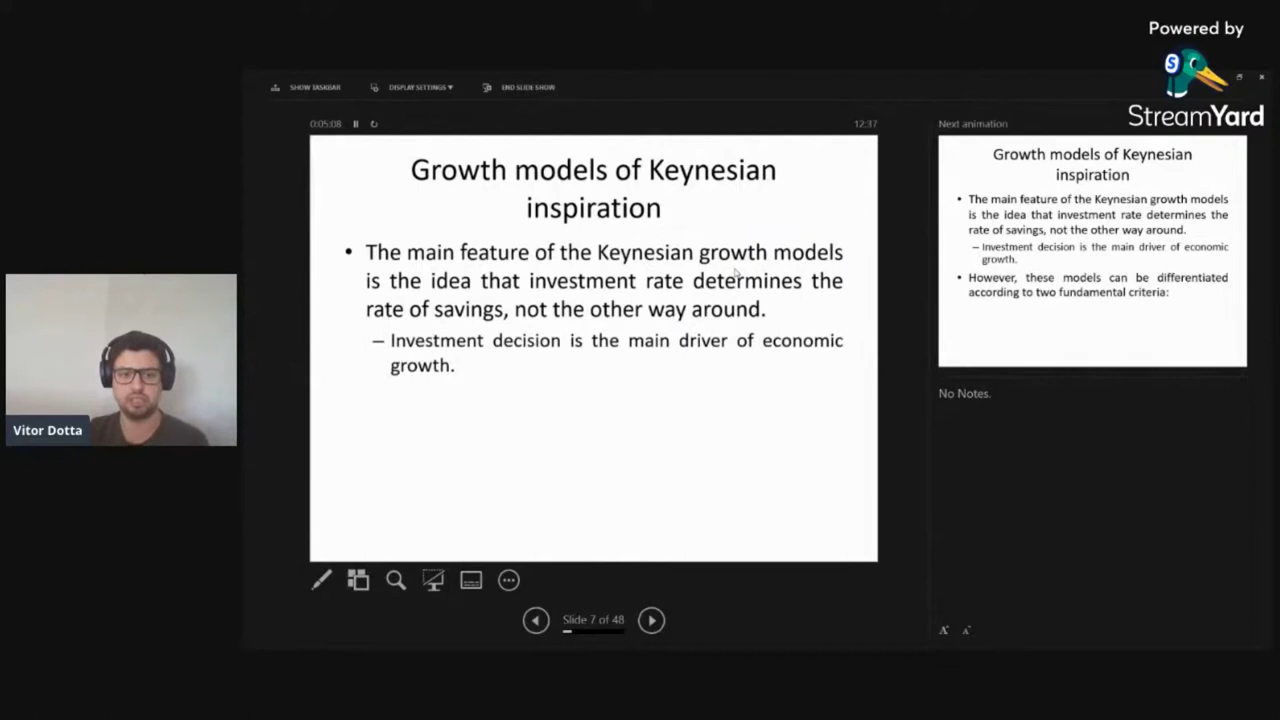 Powered by
StreamYard
SHOW TASKBAR
DISPLAY SETTINGS ▾
END SLIDE SHOW
0:05:08
12:37
Next animation
Growth models of Keynesian
inspiration
• The main feature of the Keynesian growth models
is the idea that investment rate determines the
rate of savings, not the other way around.
– Investment decision is the main driver of economic
growth.
Growth models of Keynesian
inspiration
• The main feature of the Keynesian growth models
is the idea that investment rate determines the
rate of savings, not the other way around.
– Investment decision is the main driver of economic
growth.
• However, these models can be differentiated
according to two fundamental criteria:
No Notes.
Vitor Dotta
Slide 7 of 48
A
A